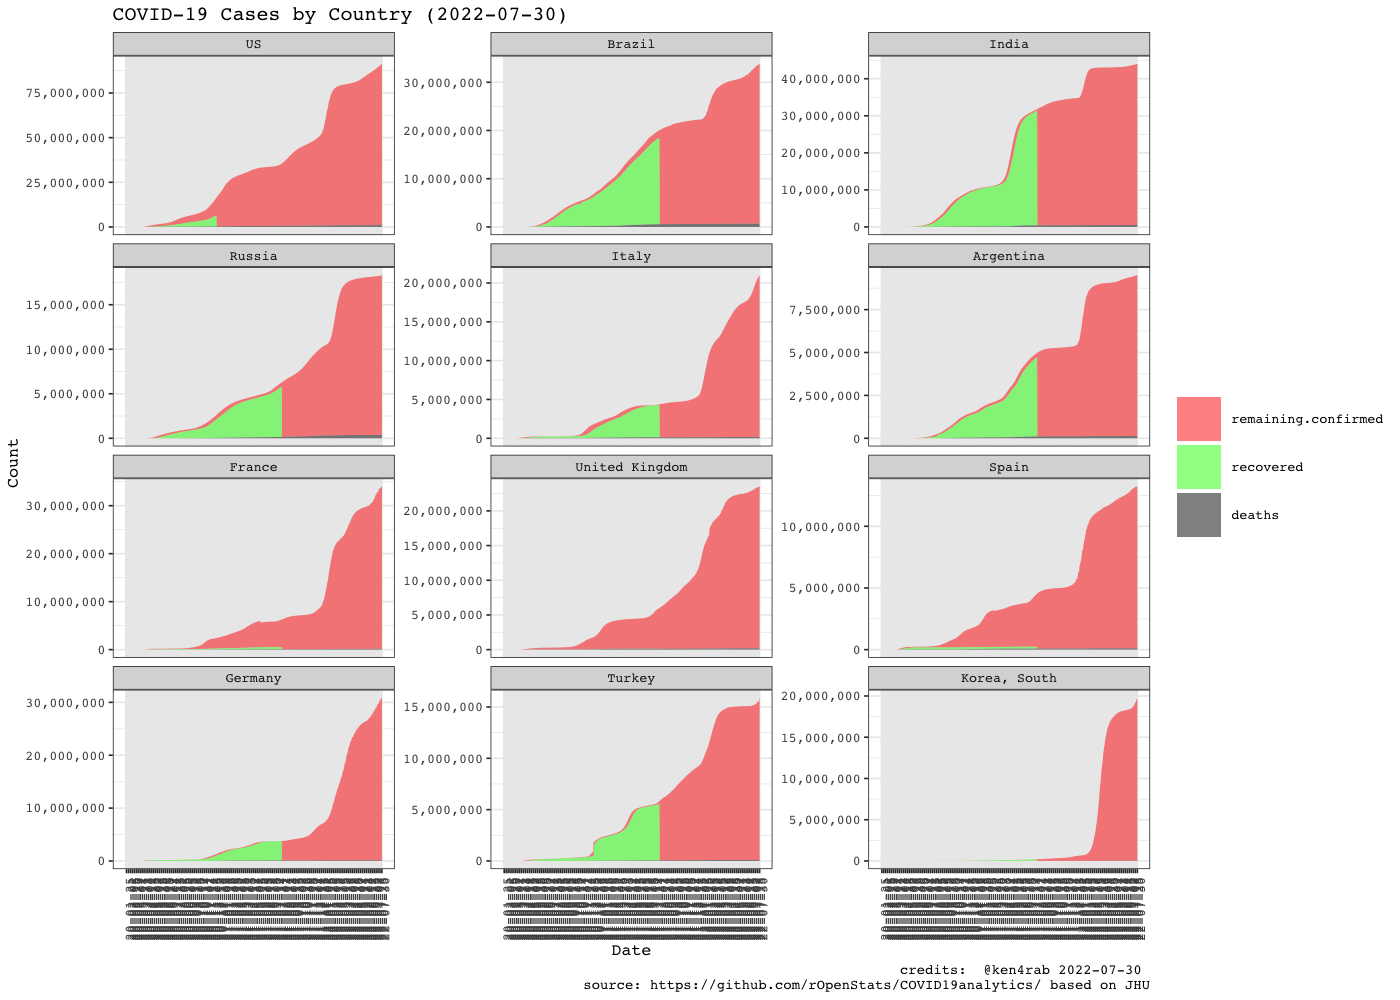 COVID-19 Cases by Country (2022-07-30)
US
Brazil
India
75,000,000
50,000,000
25,000,000
0
30,000,000
20,000,000
10,000,000
0
40,000,000
30,000,000
20,000,000
10,000,000
0
Russia
Italy
Argentina
15,000,000
10,000,000
5,000,000
0
20,000,000
15,000,000
10,000,000
5,000,000
0
7,500,000
5,000,000
2,500,000
0
France
United Kingdom
Spain
30,000,000
20,000,000
10,000,000
0
20,000,000
15,000,000
10,000,000
5,000,000
0
10,000,000
5,000,000
0
Germany
Turkey
Korea, South
30,000,000
20,000,000
10,000,000
0
15,000,000
10,000,000
5,000,000
0
20,000,000
15,000,000
10,000,000
5,000,000
0
Count
Date
remaining.confirmed
recovered
deaths
credits: @ken4rab 2022-07-30
source: https://github.com/rOpenStats/COVID19analytics/ based on JHU